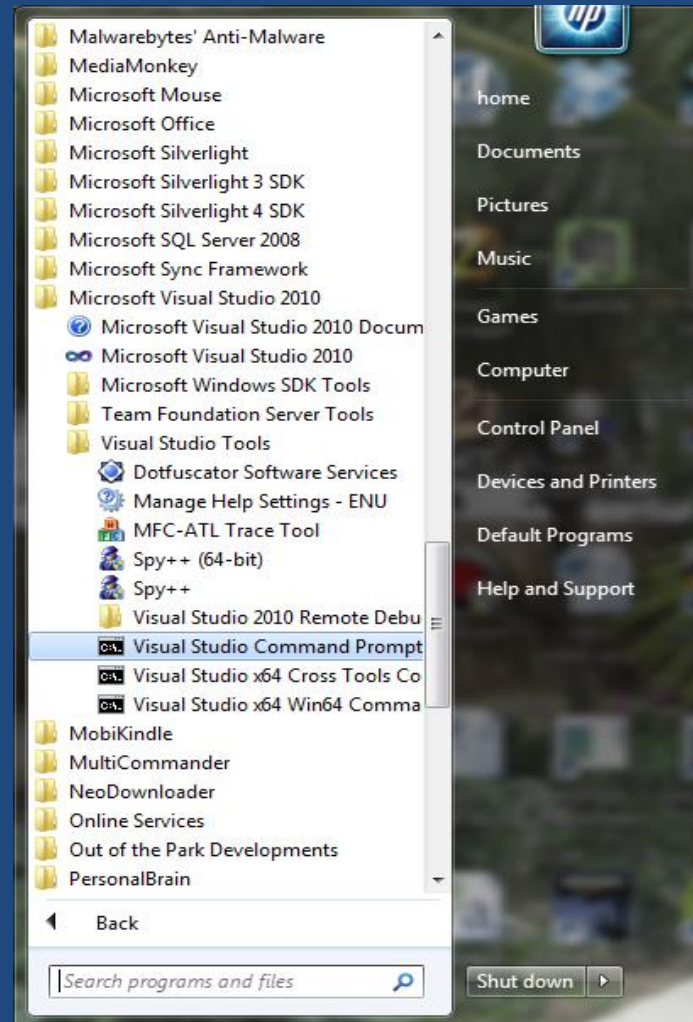 hp
Malwarebytes' Anti-Malware
MediaMonkey
Microsoft Mouse
Microsoft Office
Microsoft Silverlight
Microsoft Silverlight 3 SDK
Microsoft Silverlight 4 SDK
Microsoft SQL Server 2008
Microsoft Sync Framework
Microsoft Visual Studio 2010
Microsoft Visual Studio 2010 Docum
Microsoft Visual Studio 2010
Microsoft Windows SDK Tools
Team Foundation Server Tools
Visual Studio Tools
Dotfuscator Software Services
Manage Help Settings - ENU
MFC-ATL Trace Tool
Spy++ (64-bit)
Spy++
Visual Studio 2010 Remote Debu
Visual Studio Command Prompt
Visual Studio x64 Cross Tools Co
Visual Studio x64 Win64 Comma
MobiKindle
MultiCommander
NeoDownloader
Online Services
Out of the Park Developments
PersonalBrain
Back
Search programs and files
home
Documents
Pictures
Music
Games
Computer
Control Panel
Devices and Printers
Default Programs
Help and Support
Shut down